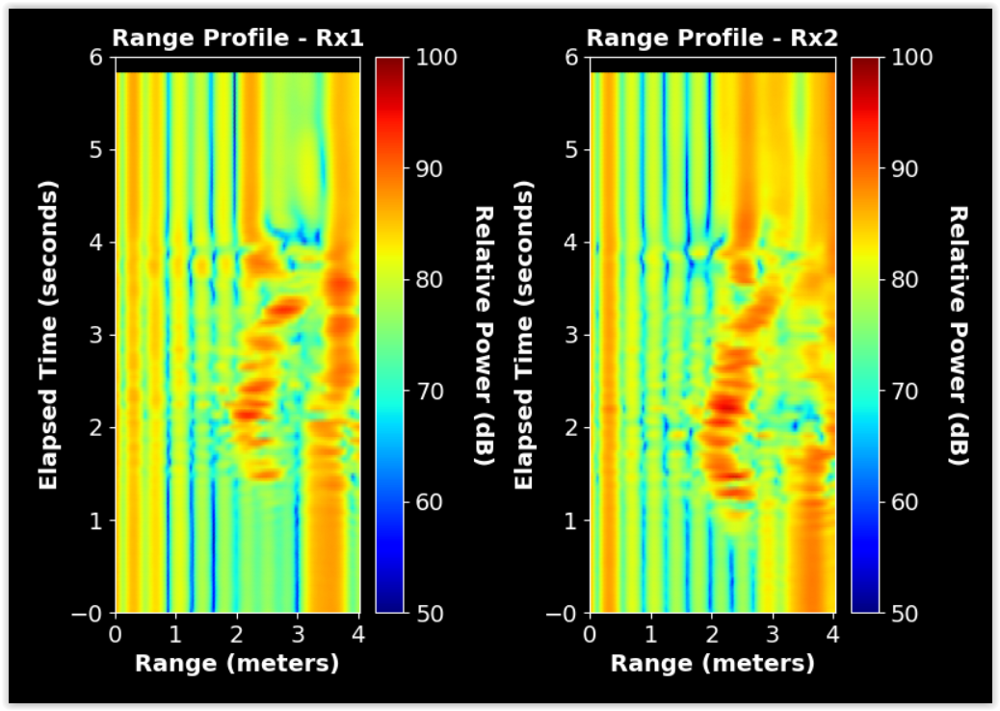 Range Profile - Rx1
6
5
4
3
2
1
−0
0 1 2 3 4
Range (meters)
Elapsed Time (seconds)
100
90
80
70
60
50
Relative Power (dB)
Range Profile - Rx2
6
5
4
3
2
1
−0
0 1 2 3 4
Range (meters)
Elapsed Time (seconds)
100
90
80
70
60
50
Relative Power (dB)